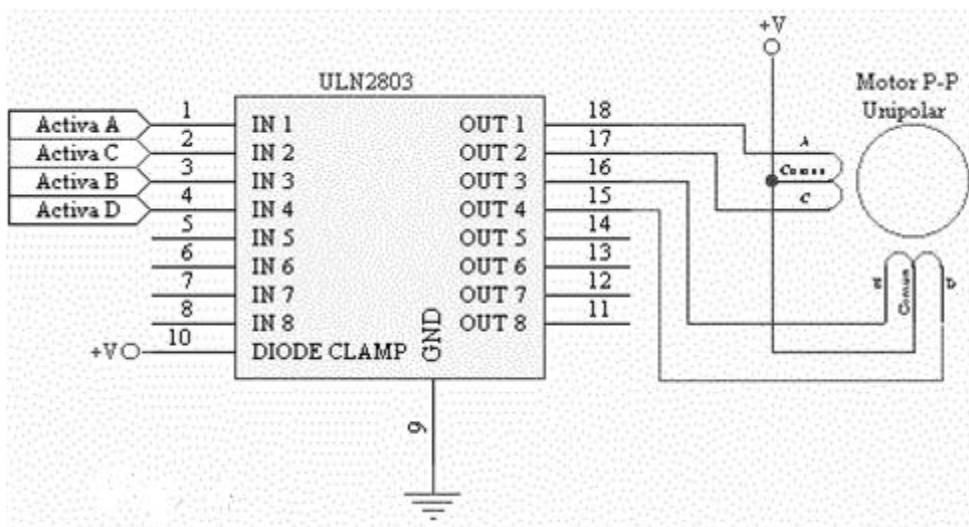 +V
ULN2803
Motor P-P
Unipolar
Activa A
1
IN 1
OUT 1
18
Activa C
2
IN 2
OUT 2
17
Activa B
3
IN 3
OUT 3
16
Activa D
4
IN 4
OUT 4
15
5
IN 5
OUT 5
14
6
IN 6
OUT 6
13
7
IN 7
OUT 7
12
8
IN 8
OUT 8
11
+V
10
DIODE CLAMP
GND
9
A
Comun
C
Comun
D